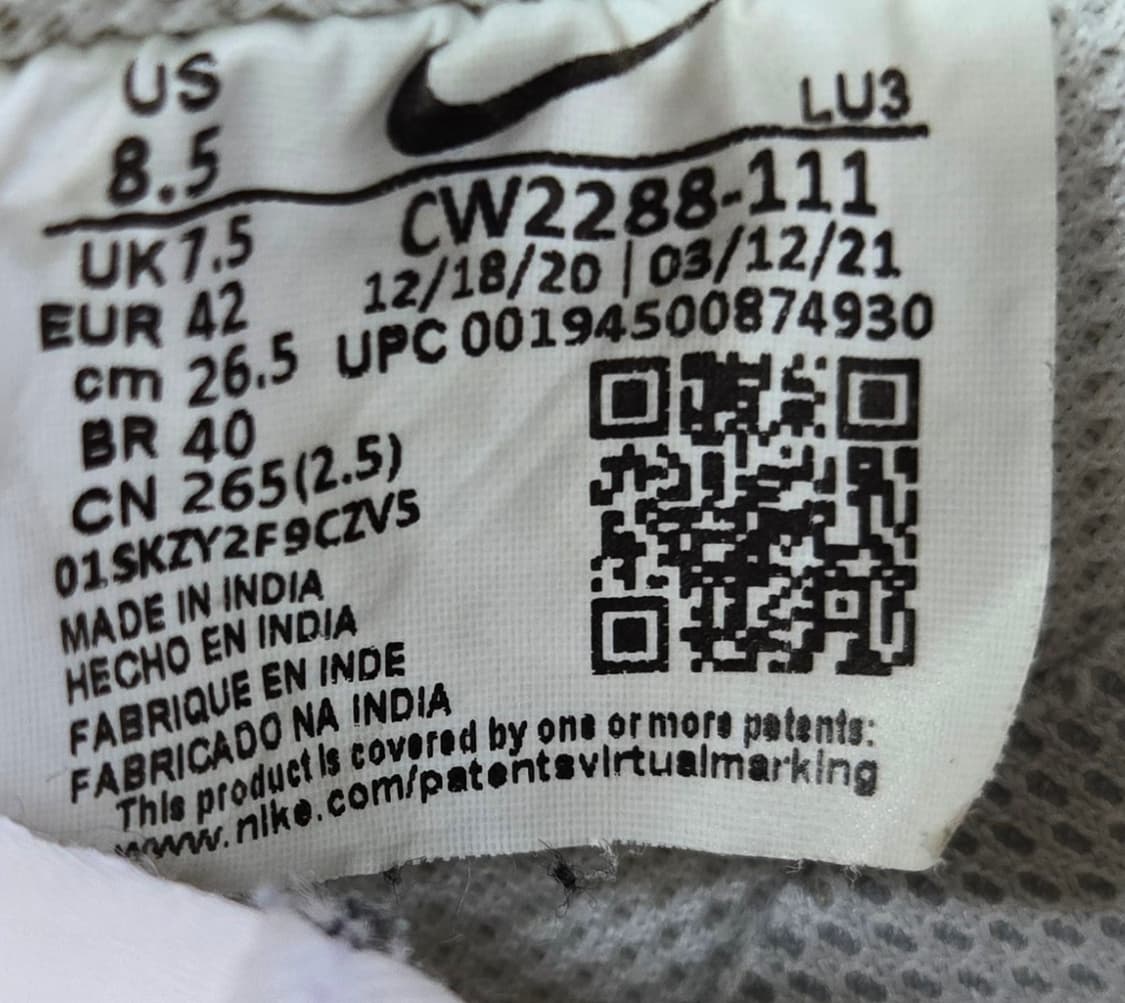 US
8.5
LU3
UK 7.5
CW2288-111
EUR 42
12/18/20 | 03/12/21
cm 26.5
UPC 00194500874930
BR 40
CN 265(2.5)
01SKZY2F9CZV5
MADE IN INDIA
HECHO EN INDIA
FABRIQUE EN INDE
FABRICADO NA INDIA
This product is covered by one or more patents:
www.nike.com/patentsvirtualmarking